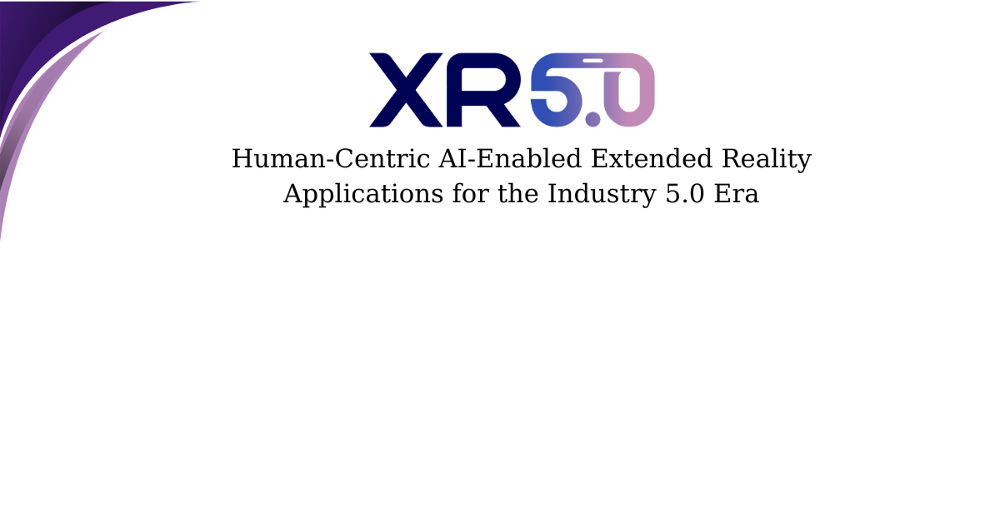 XR5.0
Human-Centric AI-Enabled Extended Reality
Applications for the Industry 5.0 Era